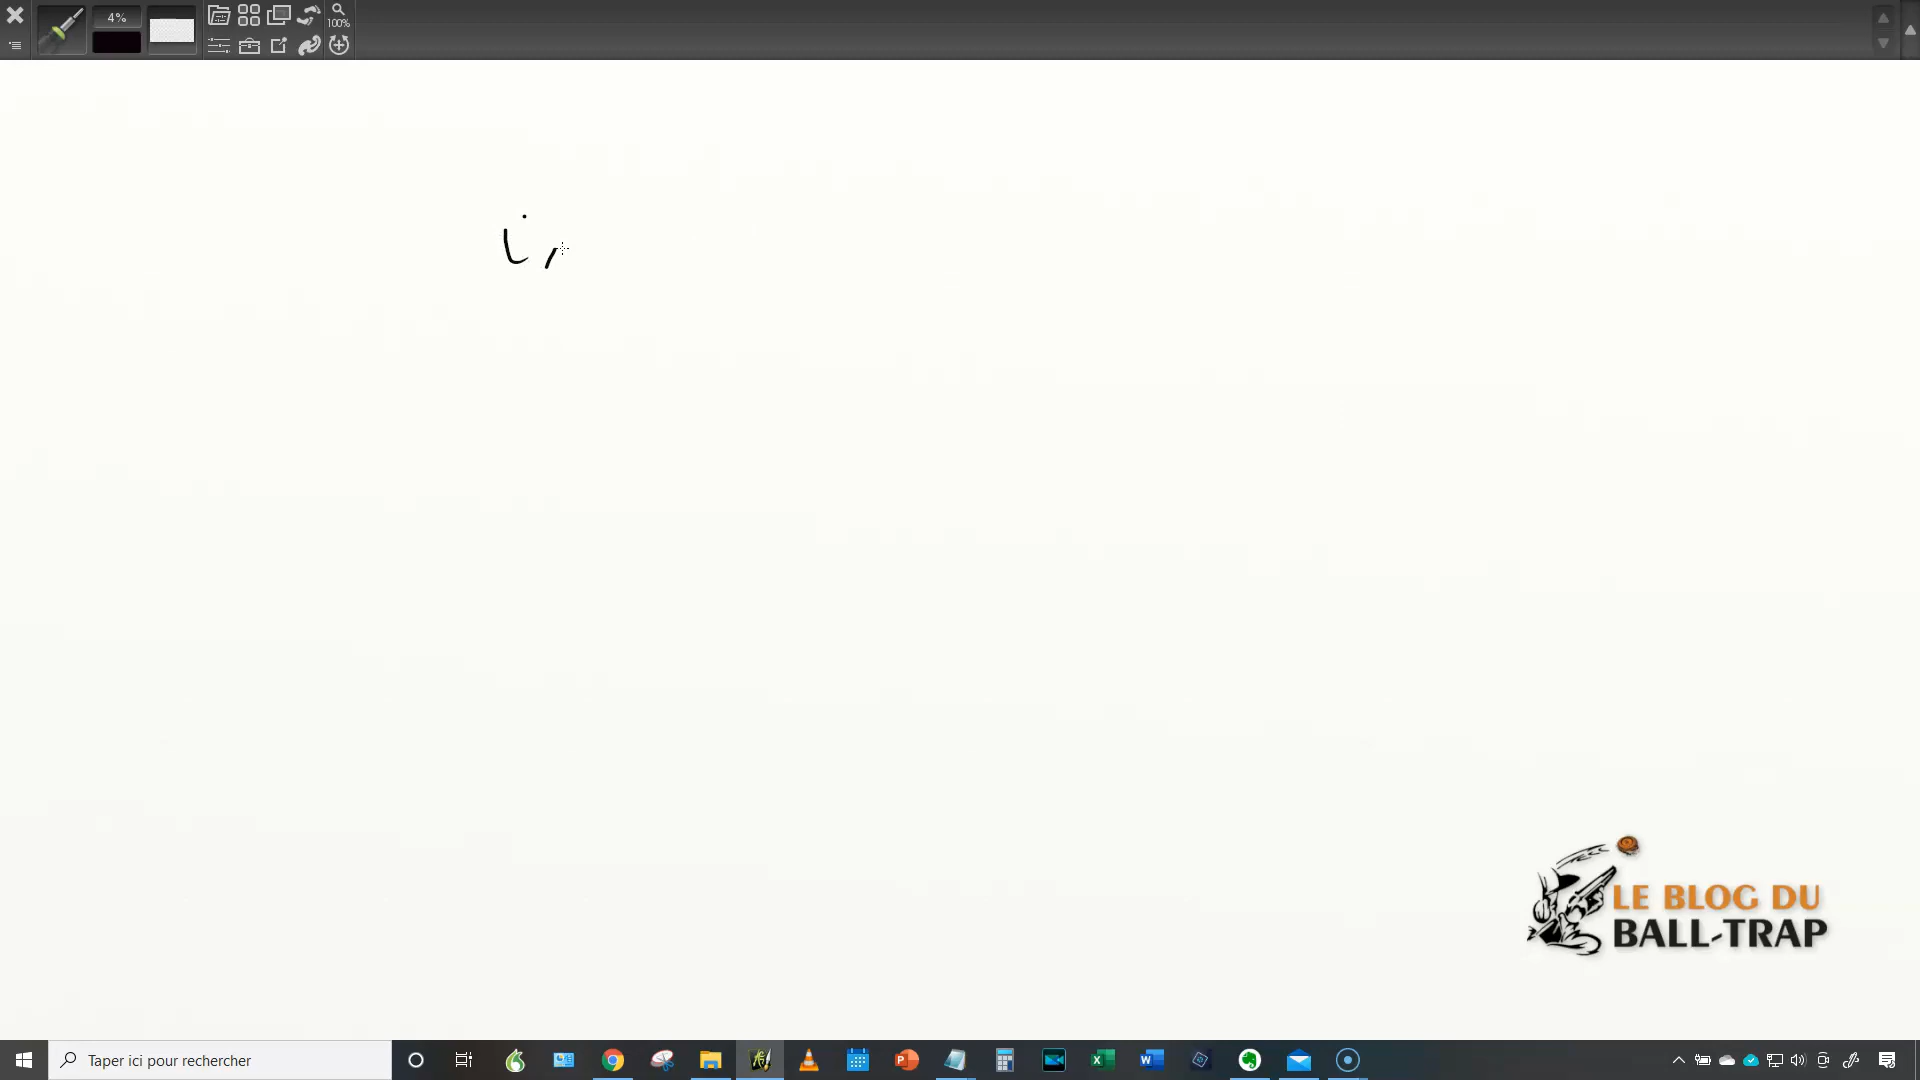 4%
100%
i
LE BLOG DU
BALL-TRAP
Taper ici pour rechercher